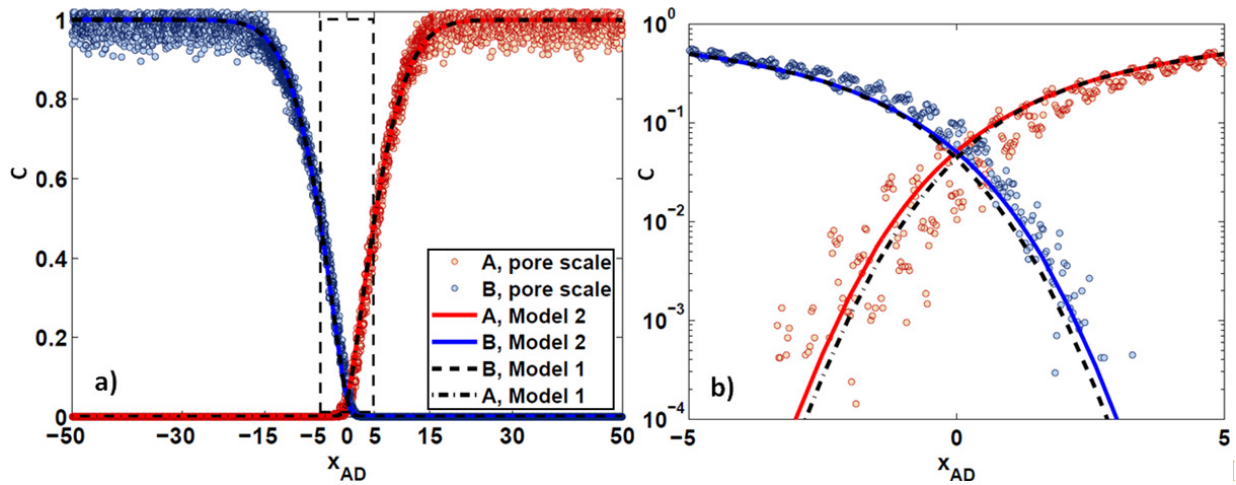 1
0.8
0.6
0.4
0.2
0
C
−50
−30
−15
−5
0
5
15
30
50
x_AD
a)
A, pore scale
B, pore scale
A, Model 2
B, Model 2
B, Model 1
A, Model 1
10^0
10^−1
10^−2
10^−3
10^−4
C
−5
0
5
x_AD
b)